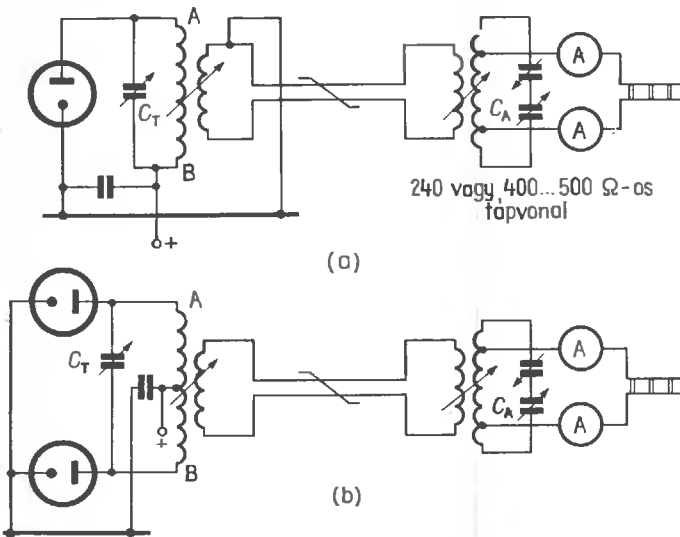 A
C_T
B
+
C_A
A
A
240 vagy 400...500 Ω-os
tápvonal
(a)
A
C_T
+
B
C_A
A
A
(b)